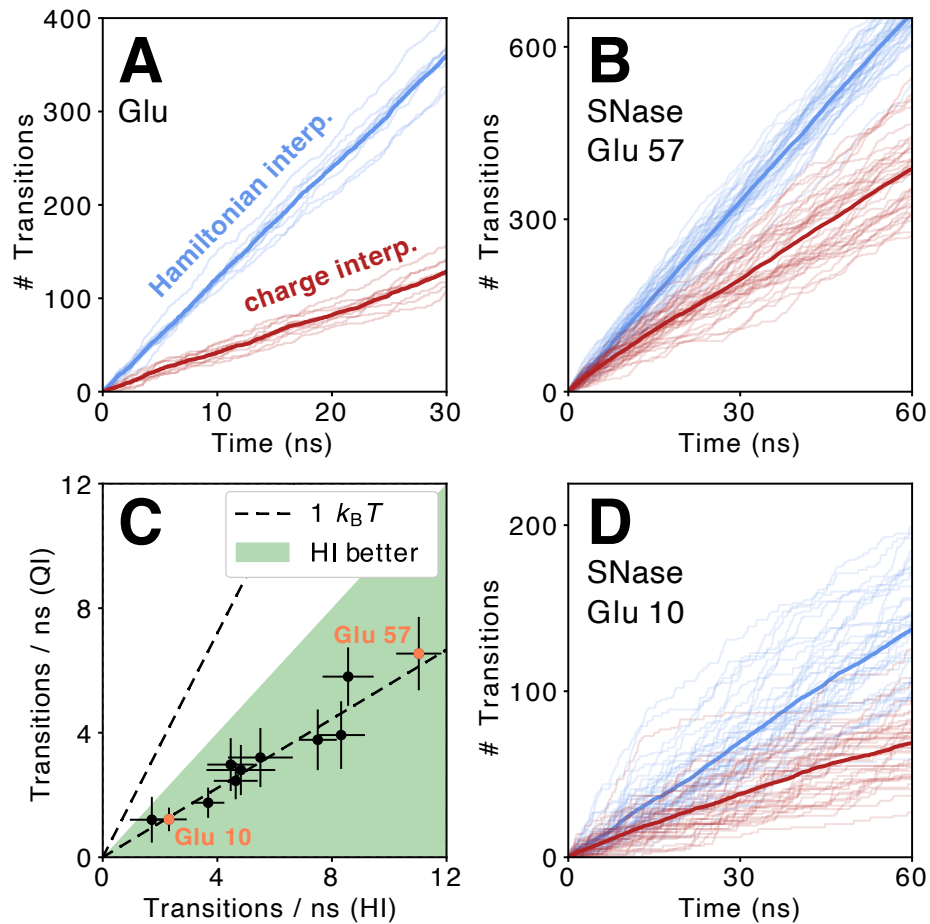 400
300
200
100
0
# Transitions
A
Glu
Hamiltonian interp.
charge interp.
0
10
20
30
Time (ns)
600
300
0
# Transitions
B
SNase
Glu 57
0
30
60
Time (ns)
12
8
4
0
Transitions / ns (QI)
C
1 kBT
HI better
Glu 57
Glu 10
0
4
8
12
Transitions / ns (HI)
200
100
0
# Transitions
D
SNase
Glu 10
0
30
60
Time (ns)